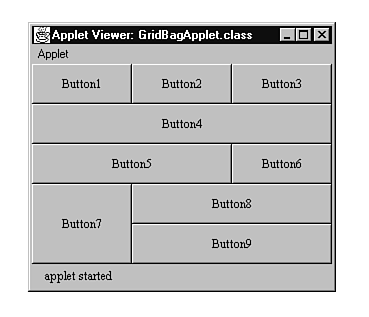 Applet Viewer: GridBagApplet.class
Applet
Button1 Button2 Button3
Button4
Button5 Button6
Button7
Button8
Button9
applet started